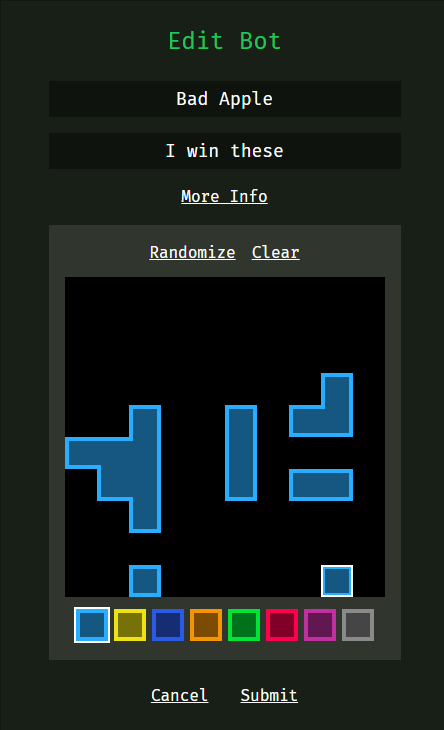 Edit Bot
Bad Apple
I win these
More Info
Randomize Clear
Cancel Submit